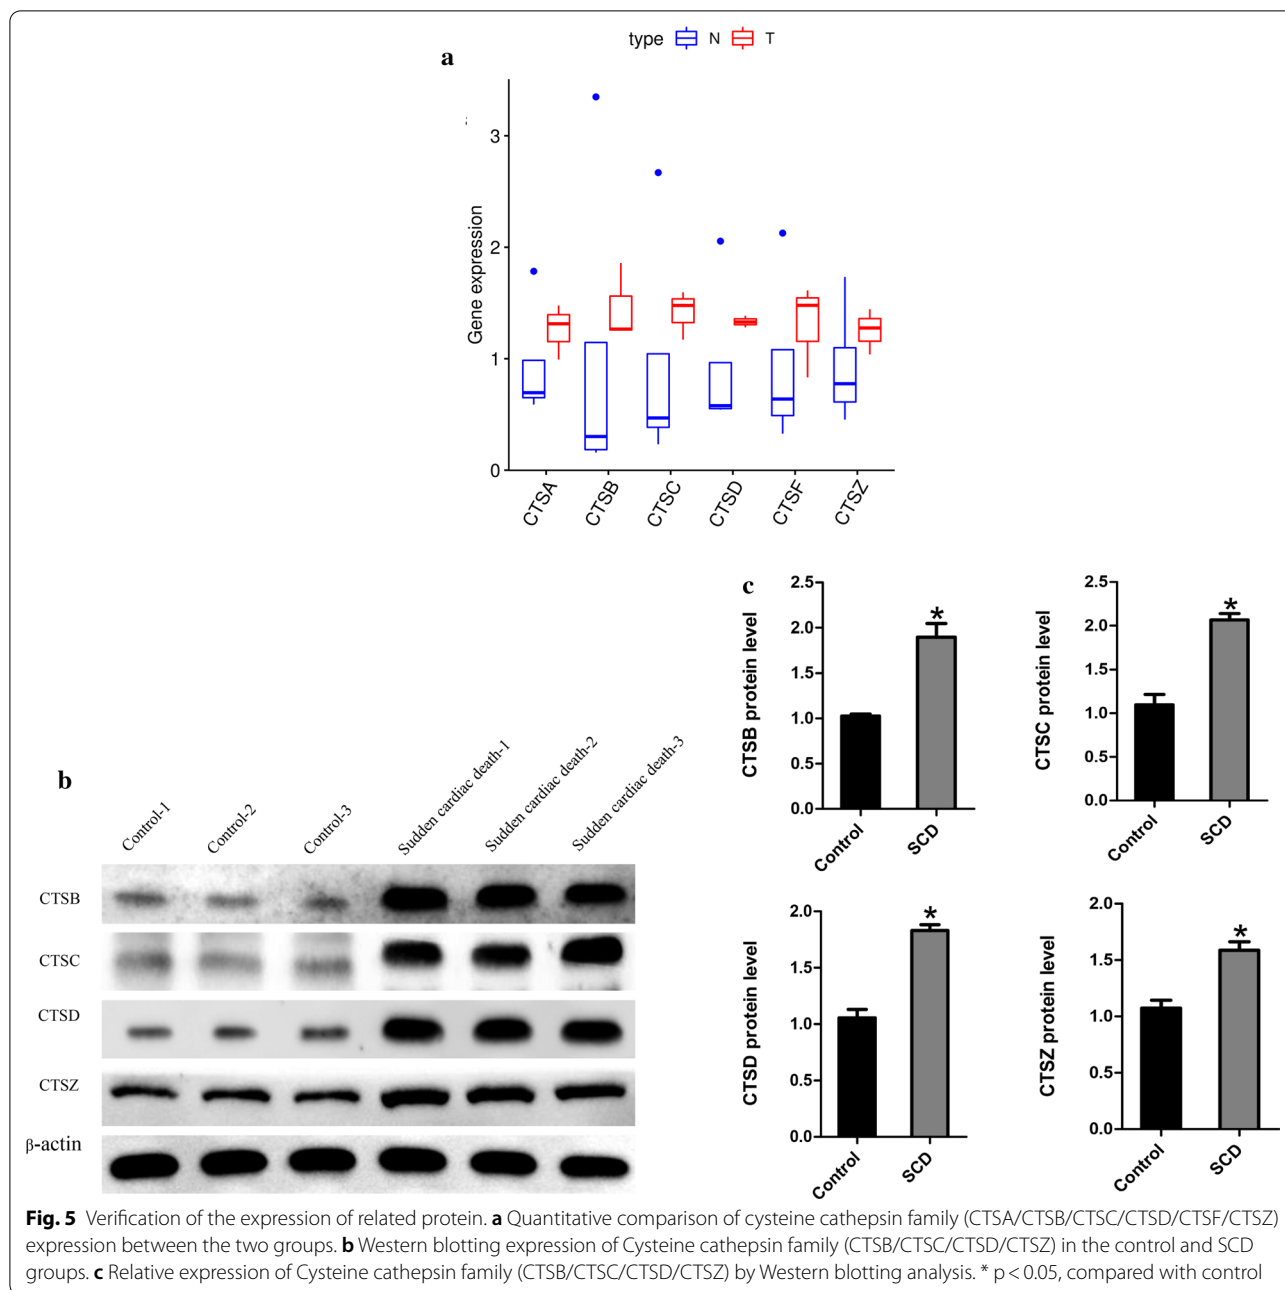 type N T
a
3
2
1
0
Gene expression
CTSA CTSB CTSC CTSD CTSF CTSZ
b
Control-1 Control-2 Control-3 Sudden cardiac death-1 Sudden cardiac death-2 Sudden cardiac death-3
CTSB
CTSC
CTSD
CTSZ
β-actin
c
CTSB protein level
2.5
2.0
1.5
1.0
0.5
0.0
*
Control SCD
CTSC protein level
2.5
2.0
1.5
1.0
0.5
0.0
*
Control SCD
CTSD protein level
2.0
1.5
1.0
0.5
0.0
*
Control SCD
CTSZ protein level
2.0
1.5
1.0
0.5
0.0
*
Control SCD
Fig. 5 Verification of the expression of related protein. a Quantitative comparison of cysteine cathepsin family (CTSA/CTSB/CTSC/CTSD/CTSF/CTSZ)
expression between the two groups. b Western blotting expression of Cysteine cathepsin family (CTSB/CTSC/CTSD/CTSZ) in the control and SCD
groups. c Relative expression of Cysteine cathepsin family (CTSB/CTSC/CTSD/CTSZ) by Western blotting analysis. * p < 0.05, compared with control